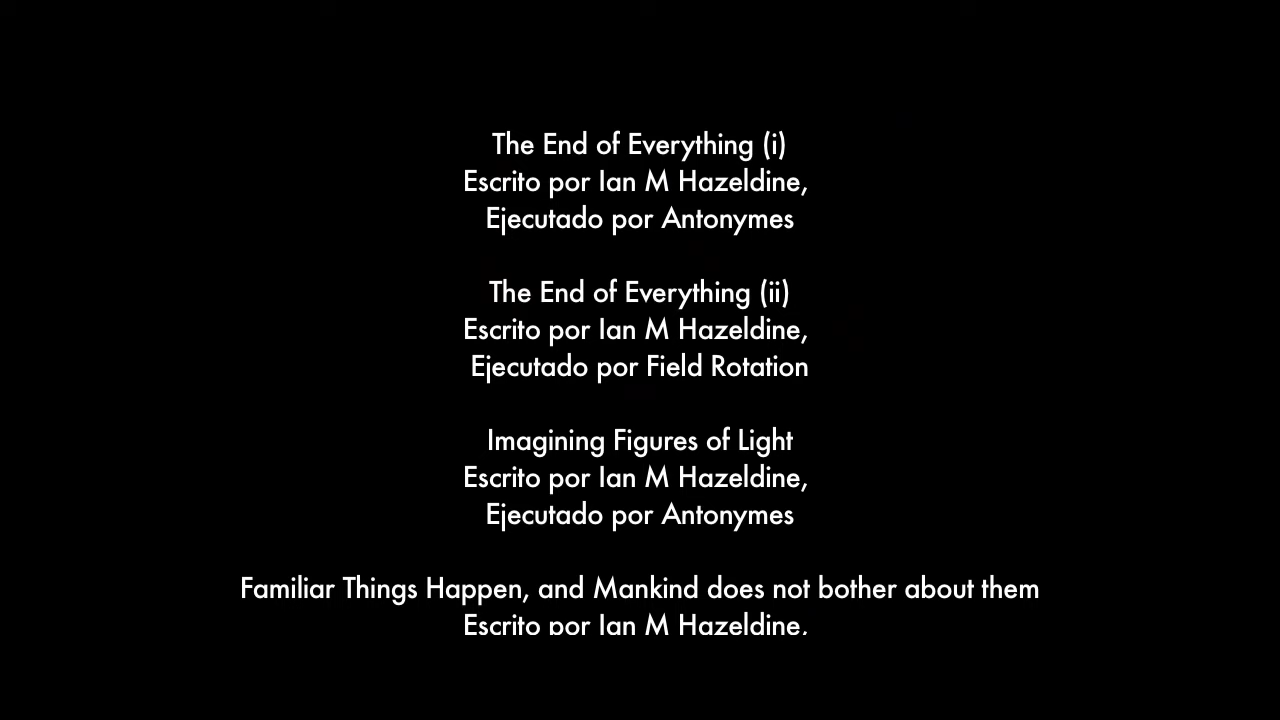 The End of Everything (i)
Escrito por Ian M Hazeldine,
Ejecutado por Antonymes
The End of Everything (ii)
Escrito por Ian M Hazeldine,
Ejecutado por Field Rotation
Imagining Figures of Light
Escrito por Ian M Hazeldine,
Ejecutado por Antonymes
Familiar Things Happen, and Mankind does not bother about them
Escrito por Ian M Hazeldine,